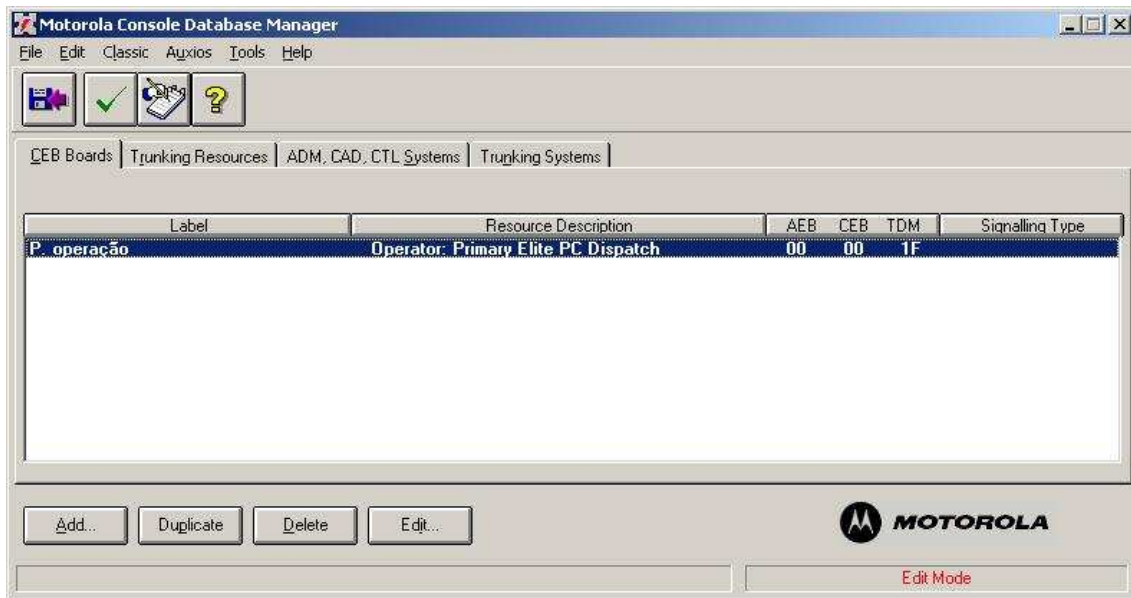 Motorola Console Database Manager
File Edit Classic Auxios Tools Help
CEB Boards Trunking Resources ADM, CAD, CTL Systems Trunking Systems
Label Resource Description AEB CEB TDM Signalling Type
P. operação Operator: Primary Elite PC Dispatch 00 00 1F
Add... Duplicate Delete Edit... MOTOROLA
Edit Mode